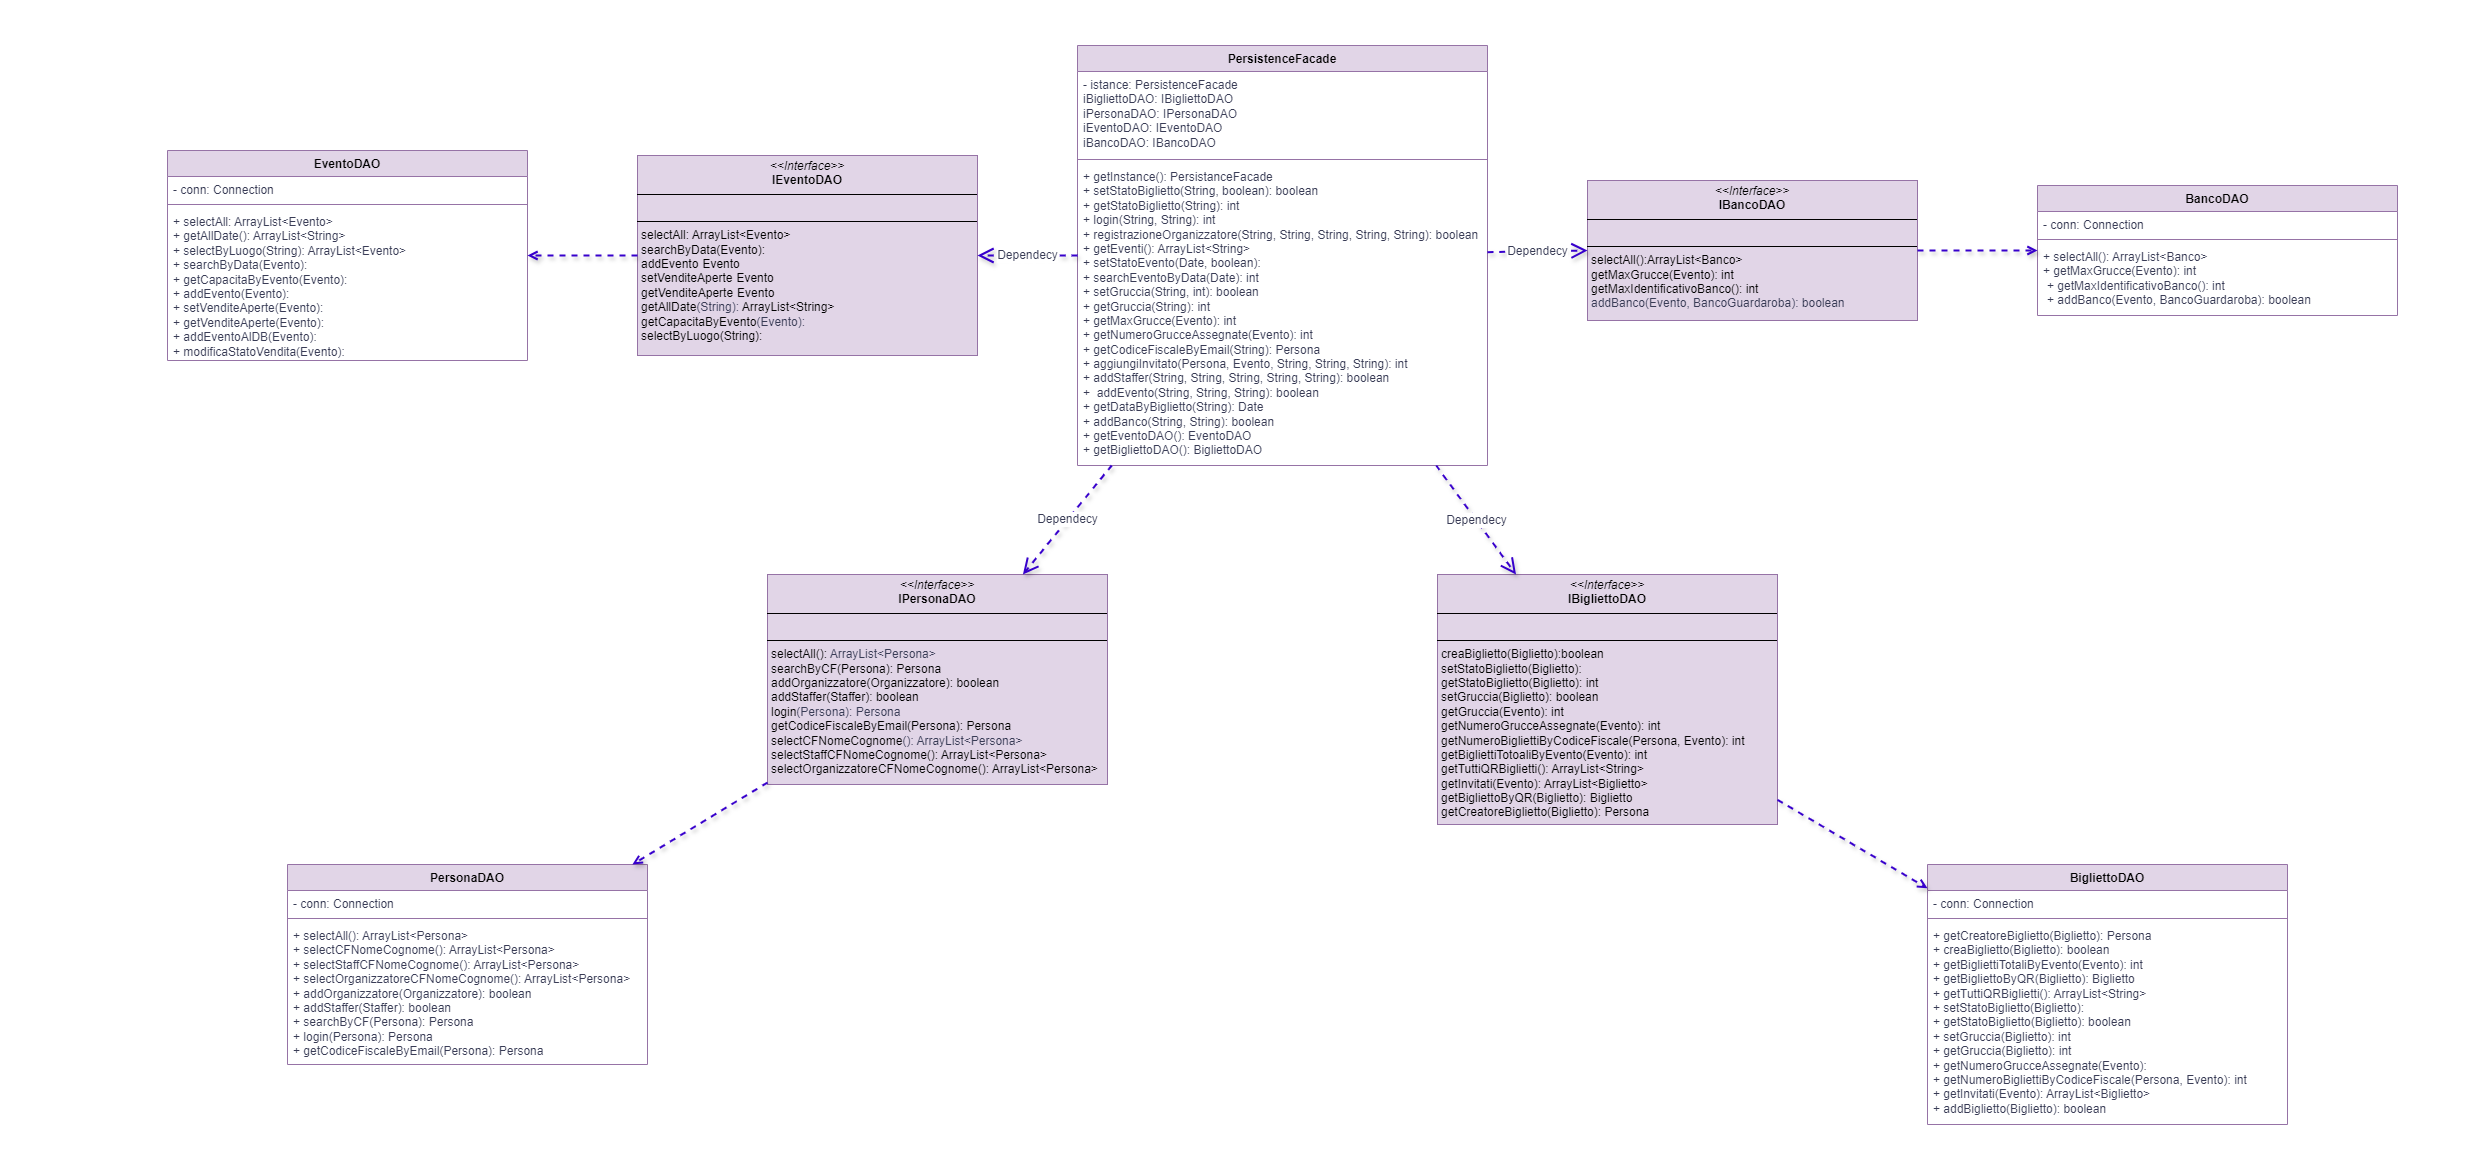 PersistenceFacade
- istance: PersistenceFacade
iBigliettoDAO: IBigliettoDAO
iPersonaDAO: IPersonaDAO
iEventoDAO: IEventoDAO
iBancoDAO: IBancoDAO
+ getInstance(): PersistanceFacade
+ setStatoBiglietto(String, boolean): boolean
+ getStatoBiglietto(String): int
+ login(String, String): int
+ registrazioneOrganizzatore(String, String, String, String, String): boolean
+ getEventi(): ArrayList<String>
+ setStatoEvento(Date, boolean):
+ searchEventoByData(Date): int
+ setGruccia(String, int): boolean
+ getGruccia(String): int
+ getMaxGrucce(Evento): int
+ getNumeroGrucceAssegnate(Evento): int
+ getCodiceFiscaleByEmail(String): Persona
+ aggiungiInvitato(Persona, Evento, String, String, String): int
+ addStaffer(String, String, String, String, String): boolean
+  addEvento(String, String, String): boolean
+ getDataByBiglietto(String): Date
+ addBanco(String, String): boolean
+ getEventoDAO(): EventoDAO
+ getBigliettoDAO(): BigliettoDAO
EventoDAO
- conn: Connection
+ selectAll: ArrayList<Evento>
+ getAllDate(): ArrayList<String>
+ selectByLuogo(String): ArrayList<Evento>
+ searchByData(Evento):
+ getCapacitaByEvento(Evento):
+ addEvento(Evento):
+ setVenditeAperte(Evento):
+ getVenditeAperte(Evento):
+ addEventoAlDB(Evento):
+ modificaStatoVendita(Evento):
<<Interface>>
IEventoDAO
selectAll: ArrayList<Evento>
searchByData(Evento):
addEvento Evento
setVenditeAperte Evento
getVenditeAperte Evento
getAllDate(String): ArrayList<String>
getCapacitaByEvento(Evento):
selectByLuogo(String):
Dependecy
Dependecy
<<Interface>>
IBancoDAO
selectAll():ArrayList<Banco>
getMaxGrucce(Evento): int
getMaxIdentificativoBanco(): int
addBanco(Evento, BancoGuardaroba): boolean
BancoDAO
- conn: Connection
+ selectAll(): ArrayList<Banco>
+ getMaxGrucce(Evento): int
+ getMaxIdentificativoBanco(): int
+ addBanco(Evento, BancoGuardaroba): boolean
Dependecy
Dependecy
<<Interface>>
IPersonaDAO
selectAll(): ArrayList<Persona>
searchByCF(Persona): Persona
addOrganizzatore(Organizzatore): boolean
addStaffer(Staffer): boolean
login(Persona): Persona
getCodiceFiscaleByEmail(Persona): Persona
selectCFNomeCognome(): ArrayList<Persona>
selectStaffCFNomeCognome(): ArrayList<Persona>
selectOrganizzatoreCFNomeCognome(): ArrayList<Persona>
<<Interface>>
IBigliettoDAO
creaBiglietto(Biglietto):boolean
setStatoBiglietto(Biglietto):
getStatoBiglietto(Biglietto): int
setGruccia(Biglietto): boolean
getGruccia(Evento): int
getNumeroGrucceAssegnate(Evento): int
getNumeroBigliettiByCodiceFiscale(Persona, Evento): int
getBigliettiTotoaliByEvento(Evento): int
getTuttiQRBiglietti(): ArrayList<String>
getInvitati(Evento): ArrayList<Biglietto>
getBigliettoByQR(Biglietto): Biglietto
getCreatoreBiglietto(Biglietto): Persona
PersonaDAO
- conn: Connection
+ selectAll(): ArrayList<Persona>
+ selectCFNomeCognome(): ArrayList<Persona>
+ selectStaffCFNomeCognome(): ArrayList<Persona>
+ selectOrganizzatoreCFNomeCognome(): ArrayList<Persona>
+ addOrganizzatore(Organizzatore): boolean
+ addStaffer(Staffer): boolean
+ searchByCF(Persona): Persona
+ login(Persona): Persona
+ getCodiceFiscaleByEmail(Persona): Persona
BigliettoDAO
- conn: Connection
+ getCreatoreBiglietto(Biglietto): Persona
+ creaBiglietto(Biglietto): boolean
+ getBigliettiTotaliByEvento(Evento): int
+ getBigliettoByQR(Biglietto): Biglietto
+ getTuttiQRBiglietti(): ArrayList<String>
+ setStatoBiglietto(Biglietto):
+ getStatoBiglietto(Biglietto): boolean
+ setGruccia(Biglietto): int
+ getGruccia(Biglietto): int
+ getNumeroGrucceAssegnate(Evento):
+ getNumeroBigliettiByCodiceFiscale(Persona, Evento): int
+ getInvitati(Evento): ArrayList<Biglietto>
+ addBiglietto(Biglietto): boolean